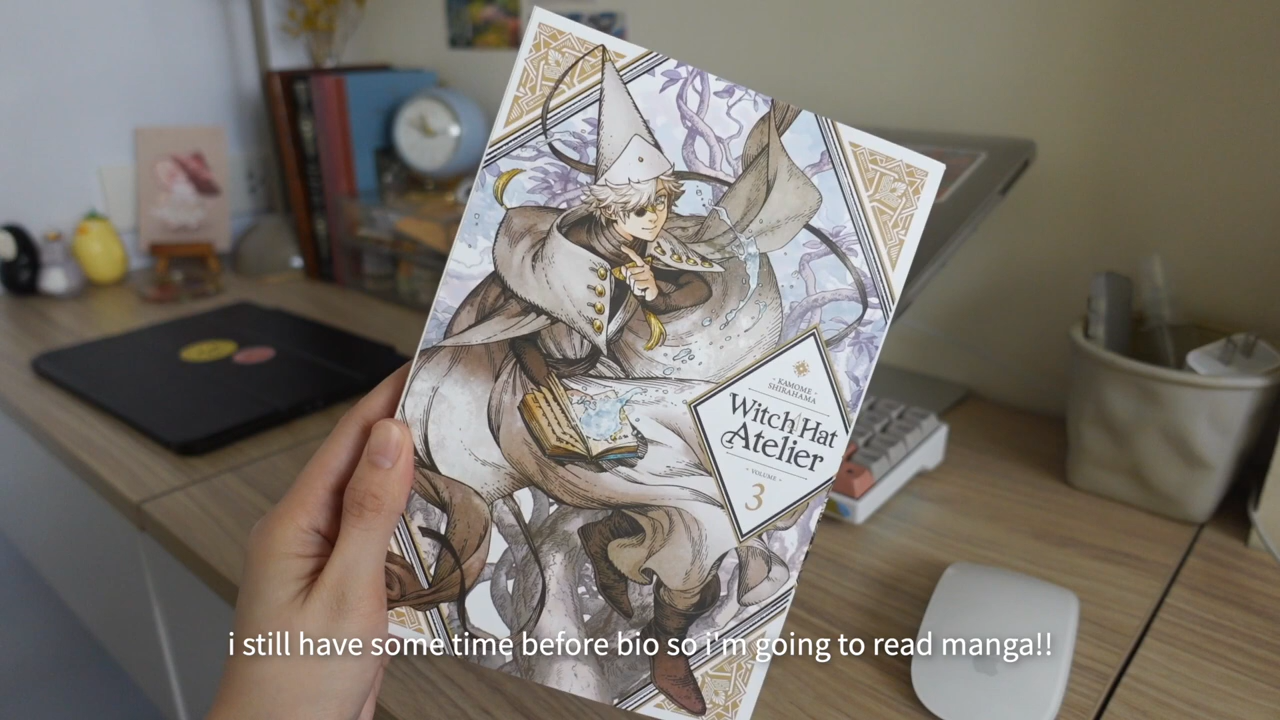 - KAMOME -
SHIRAHAMA
Witch Hat
Atelier
- VOLUME -
3
i still have some time before bio so i'm going to read manga!!